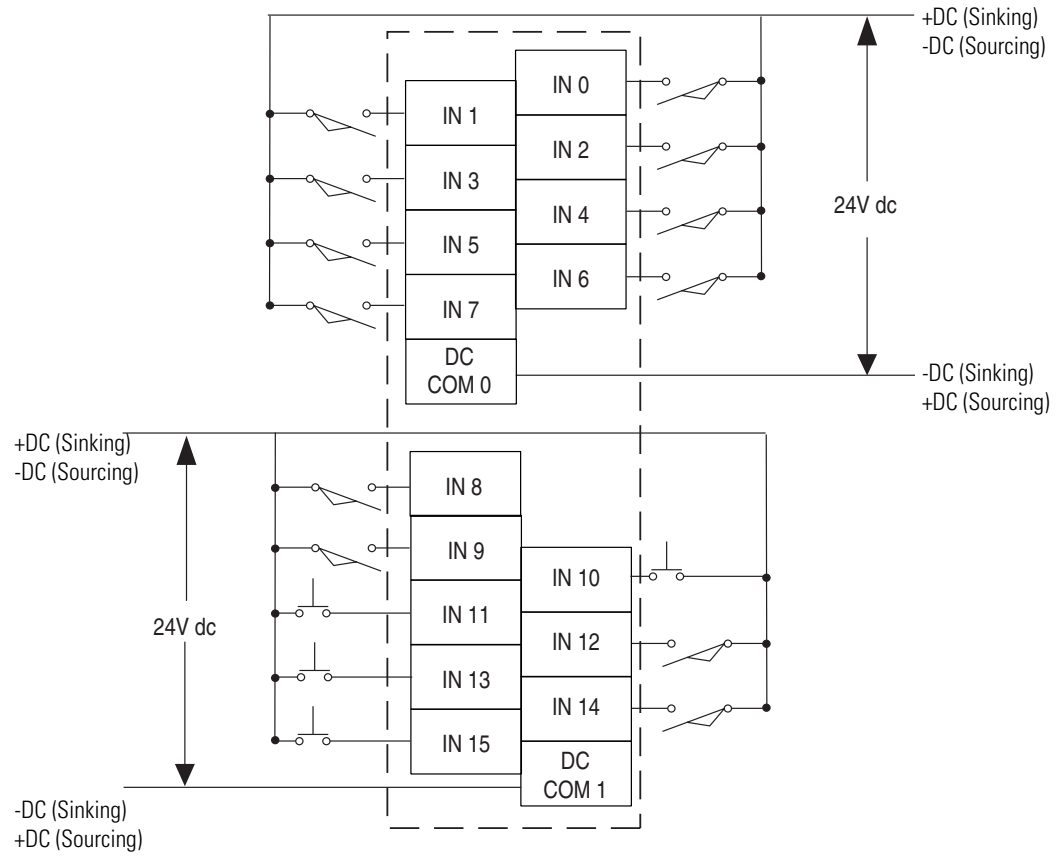 +DC (Sinking)
-DC (Sourcing)
IN 0
IN 1
IN 2
IN 3
IN 4
IN 5
IN 6
IN 7
24V dc
DC
COM 0
-DC (Sinking)
+DC (Sourcing)
+DC (Sinking)
-DC (Sourcing)
IN 8
IN 9
IN 10
IN 11
IN 12
24V dc
IN 13
IN 14
IN 15
DC
COM 1
-DC (Sinking)
+DC (Sourcing)